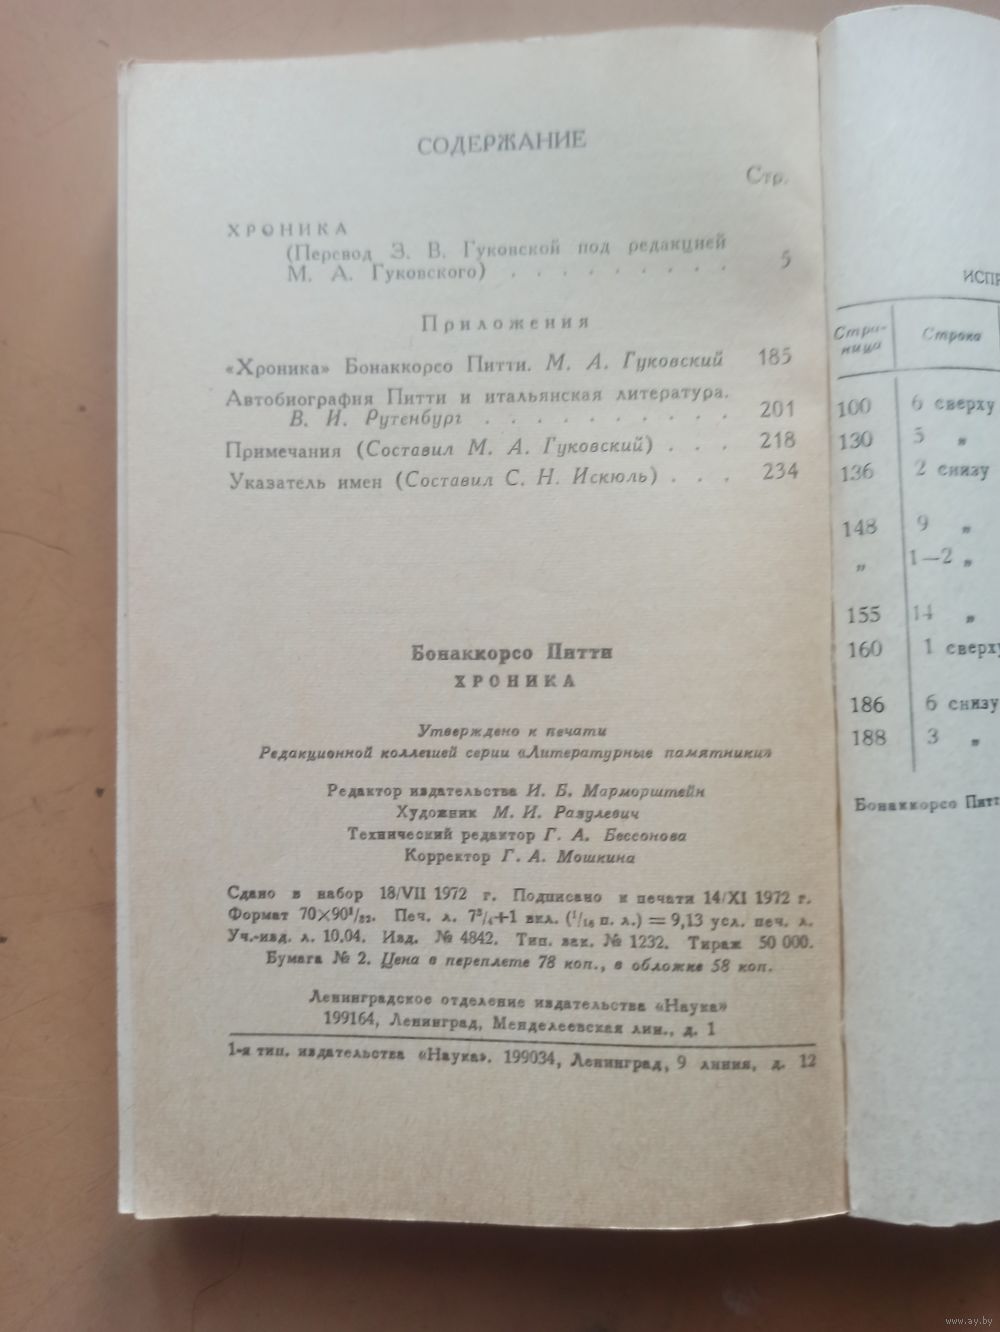 СОДЕРЖАНИЕ
Стр.
ХРОНИКА
(Перевод З. В. Гуковской под редакцией
М. А. Гуковского) . . . . . . . . 5
Приложения
«Хроника» Бонаккорсо Питти. М. А. Гуковский 185
Автобиография Питти и итальянская литература.
В. И. Рутенбург . . . . . . . . . . 201
Примечания (Составил М. А. Гуковский) . . . 218
Указатель имен (Составил С. Н. Искюль) . . . 234
Бонаккорсо Питти
ХРОНИКА
Утверждено к печати
Редакционной коллегией серии «Литературные памятники»
Редактор издательства И. Б. Марморштейн
Художник М. И. Разулевич
Технический редактор Г. А. Бессонова
Корректор Г. А. Мошкина
Сдано в набор 18/VII 1972 г. Подписано к печати 14/XI 1972 г.
Формат 70×90¹/₃₂. Печ. л. 7³/₄+1 вкл. (¹/₁₆ п. л.) = 9,13 усл. печ. л.
Уч.-изд. л. 10.04. Изд. № 4842. Тип. зак. № 1232. Тираж 50 000.
Бумага № 2. Цена в переплете 78 коп., в обложке 58 коп.
Ленинградское отделение издательства «Наука»
199164, Ленинград, Менделеевская лин., д. 1
1-я тип. издательства «Наука». 199034, Ленинград, 9 линия, д. 12
ИСПР
Стра-
ница Строка
100 6 сверху
130 5 „
136 2 снизу
148 9 „
„ 1—2 „
155 14 „
160 1 сверху
186 6 снизу
188 3 „
Бонаккорсо Питт
www.ay.by